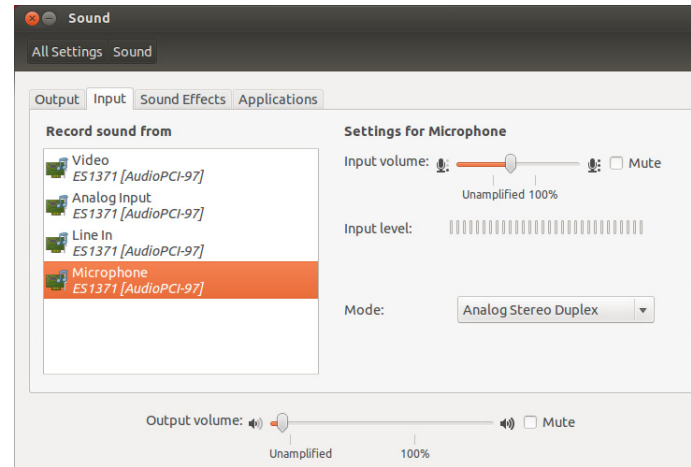 Sound
All Settings Sound
Output Input Sound Effects Applications
Record sound from
Video
ES1371 [AudioPCI-97]
Analog Input
ES1371 [AudioPCI-97]
Line In
ES1371 [AudioPCI-97]
Microphone
ES1371 [AudioPCI-97]
Settings for Microphone
Input volume: Mute
Unamplified 100%
Input level:
Mode: Analog Stereo Duplex
Output volume: Mute
Unamplified 100%